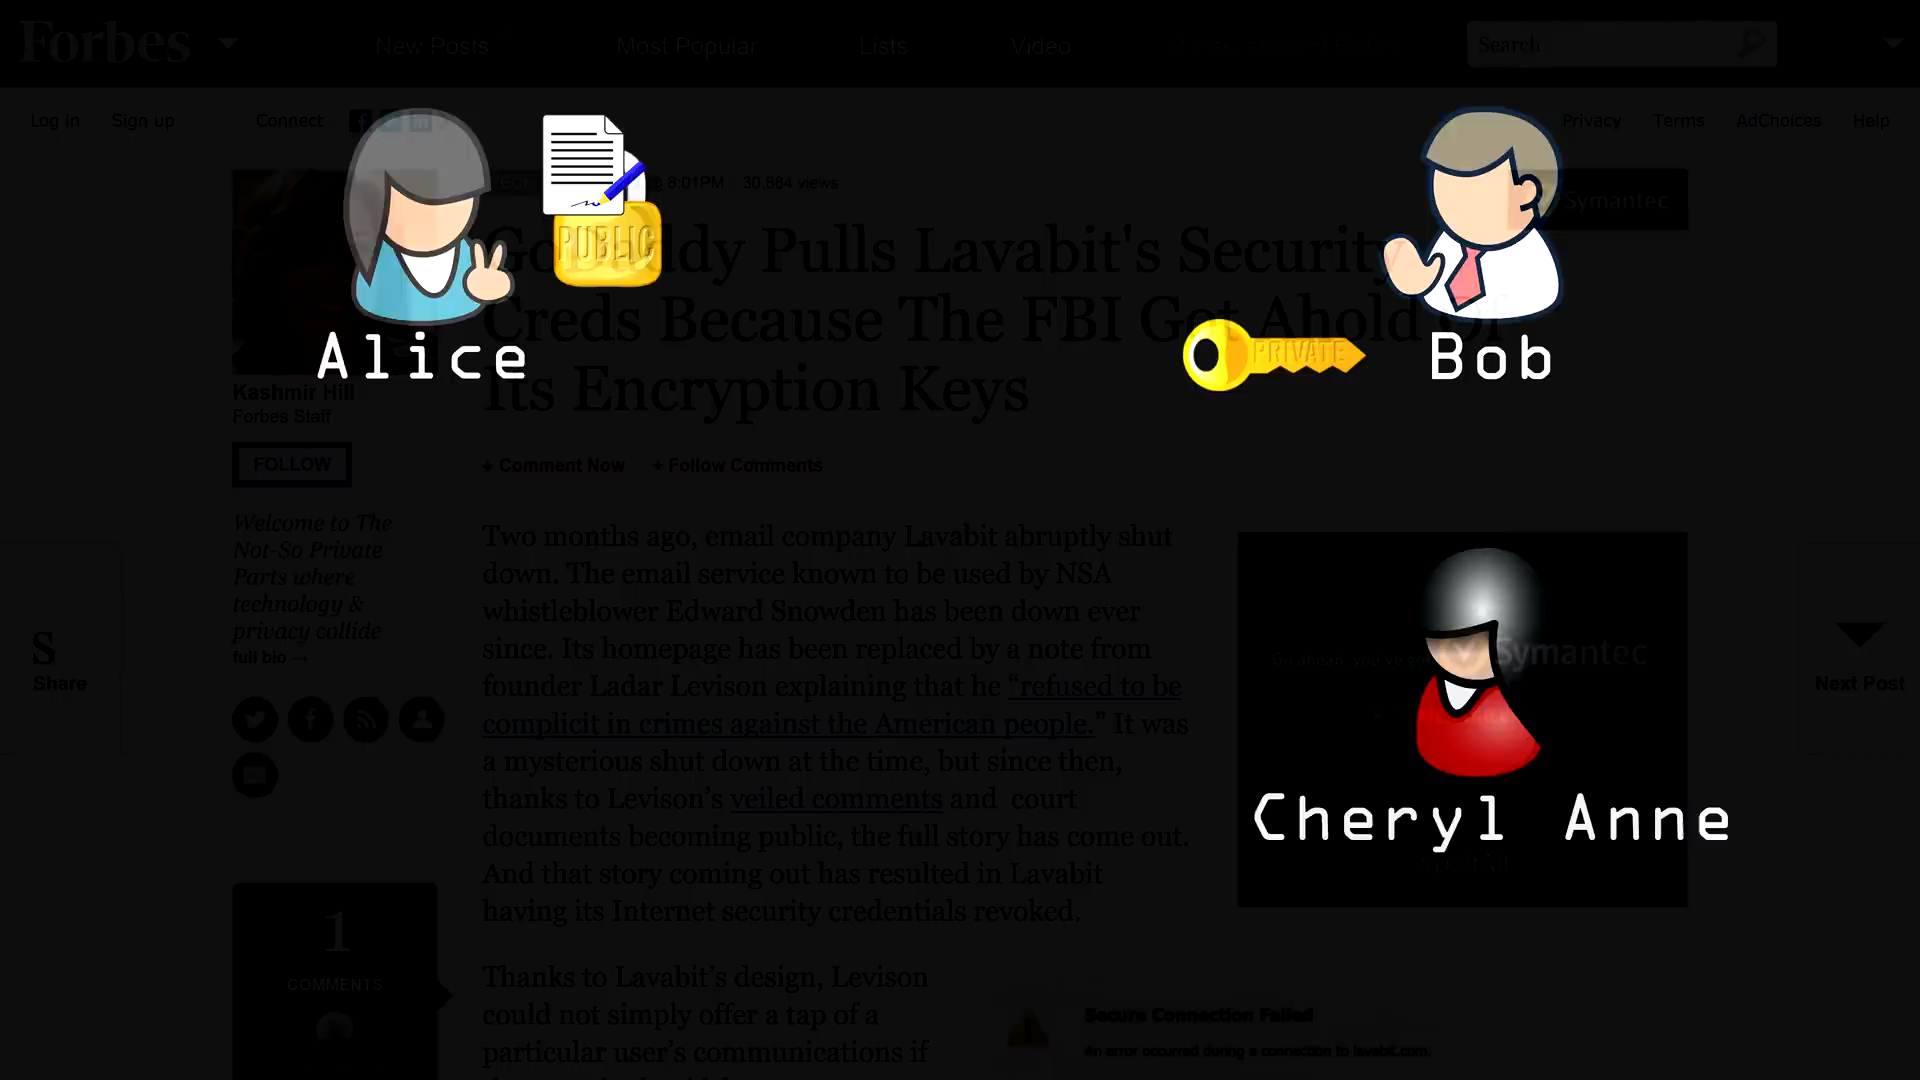 Forbes
New Posts
Most Popular
Lists
Video
Search
Log in
Sign up
Connect
Privacy
Terms
AdChoices
Help
8:01PM
30,884 views
Symantec
PUBLIC
Daddy Pulls Lavabit's Security
Creds Because The FBI Got Ahold Of
Its Encryption Keys
Alice
PRIVATE
Bob
Kashmir Hill
Forbes Staff
FOLLOW
+ Comment Now
+ Follow Comments
Welcome to The
Not-So Private
Parts where
technology &
privacy collide
full bio →
Two months ago, email company Lavabit abruptly shut
down. The email service known to be used by NSA
whistleblower Edward Snowden has been down ever
since. Its homepage has been replaced by a note from
founder Ladar Levison explaining that he “refused to be
complicit in crimes against the American people.” It was
a mysterious shut down at the time, but since then,
thanks to Levison’s veiled comments and court
documents becoming public, the full story has come out.
And that story coming out has resulted in Lavabit
having its Internet security credentials revoked.
S
Share
Symantec
Next Post
Cheryl Anne
1
COMMENTS
Thanks to Lavabit’s design, Levison
could not simply offer a tap of a
particular user’s communications if
Secure Connection Failed
An error occurred during a connection to lavabit.com.